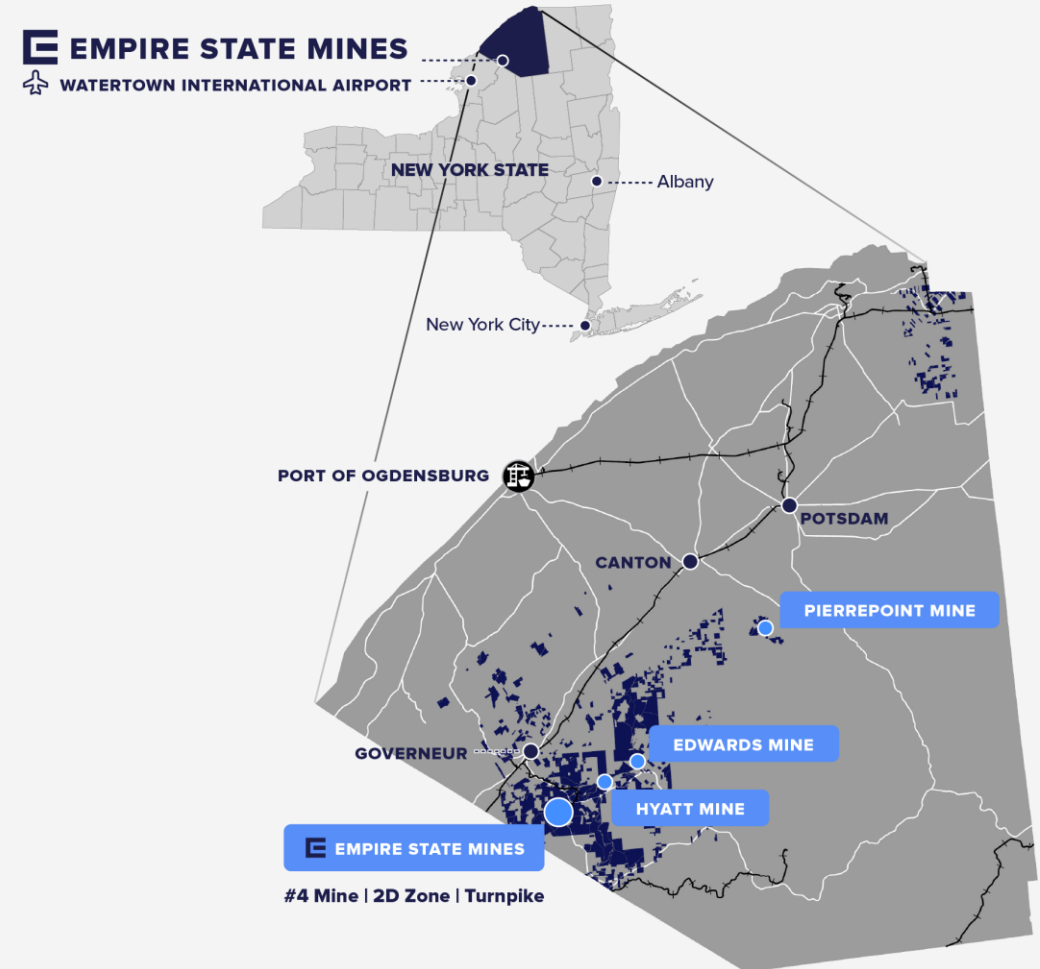 EMPIRE STATE MINES
WATERTOWN INTERNATIONAL AIRPORT
NEW YORK STATE
Albany
New York City
PORT OF OGDENSBURG
POTSDAM
CANTON
PIERREPOINT MINE
GOVERNEUR
EDWARDS MINE
HYATT MINE
EMPIRE STATE MINES
#4 Mine | 2D Zone | Turnpike